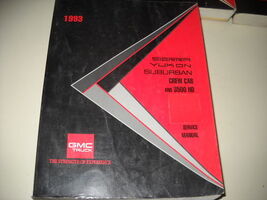 1993
SIERRA
YUKON
SUBURBAN
CREW CAB
AND 3500 HD
SERVICE
MANUAL
GMC
TRUCK
THE STRENGTH OF EXPERIENCE